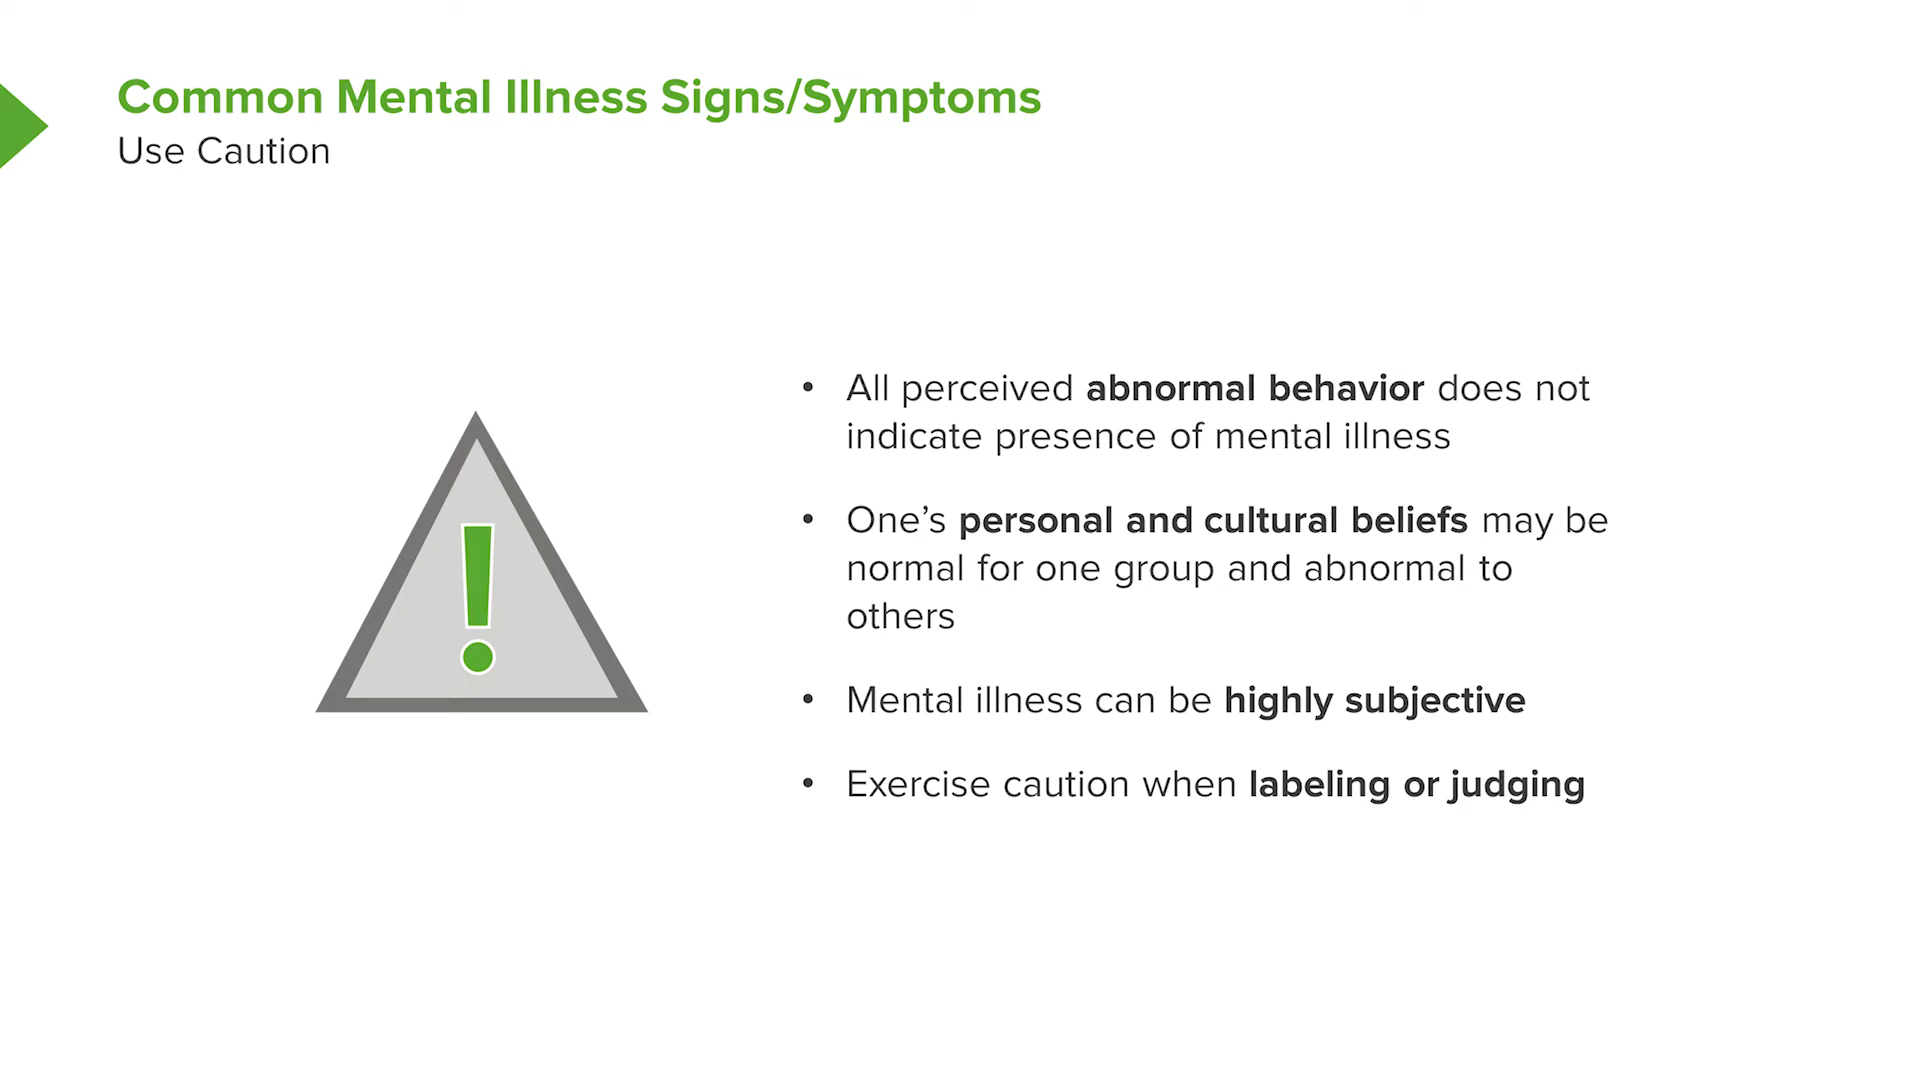 Common Mental Illness Signs/Symptoms
Use Caution
• All perceived abnormal behavior does not
indicate presence of mental illness
• One’s personal and cultural beliefs may be
normal for one group and abnormal to
others
• Mental illness can be highly subjective
• Exercise caution when labeling or judging